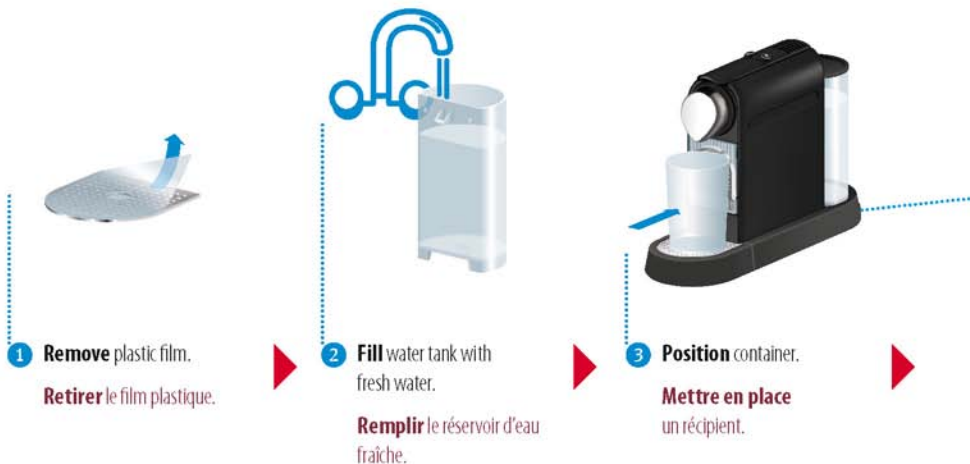 1 Remove plastic film.
Retirer le film plastique.
2 Fill water tank with
fresh water.
Remplir le réservoir d'eau
fraîche.
3 Position container.
Mettre en place
un récipient.